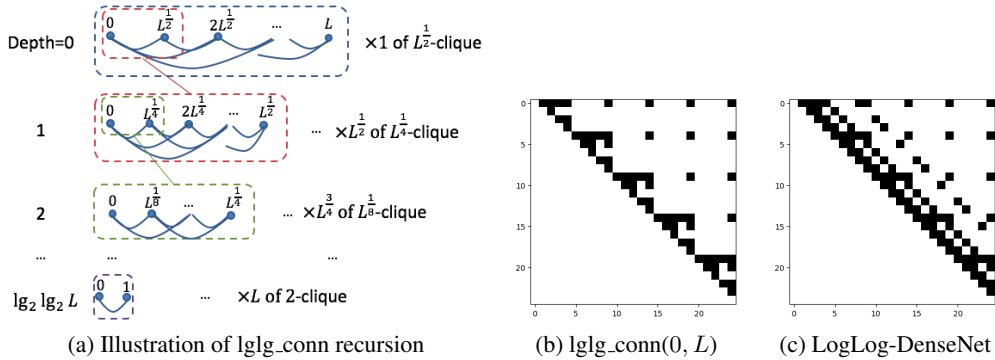 0 L^{1/2} 2L^{1/2} ... L
Depth=0 ×1 of L^{1/2}-clique
0 L^{1/4} 2L^{1/4} ... L^{1/2}
1 ... ×L^{1/2} of L^{1/4}-clique
0 L^{1/8} ... L^{1/4}
2 ... ×L^{3/4} of L^{1/8}-clique
... ... ...
0 1
lg₂ lg₂ L ... ×L of 2-clique
(a) Illustration of lglg_conn recursion
0
5
10
15
20
0 5 10 15 20
(b) lglg_conn(0, L)
0
5
10
15
20
0 5 10 15 20
(c) LogLog-DenseNet